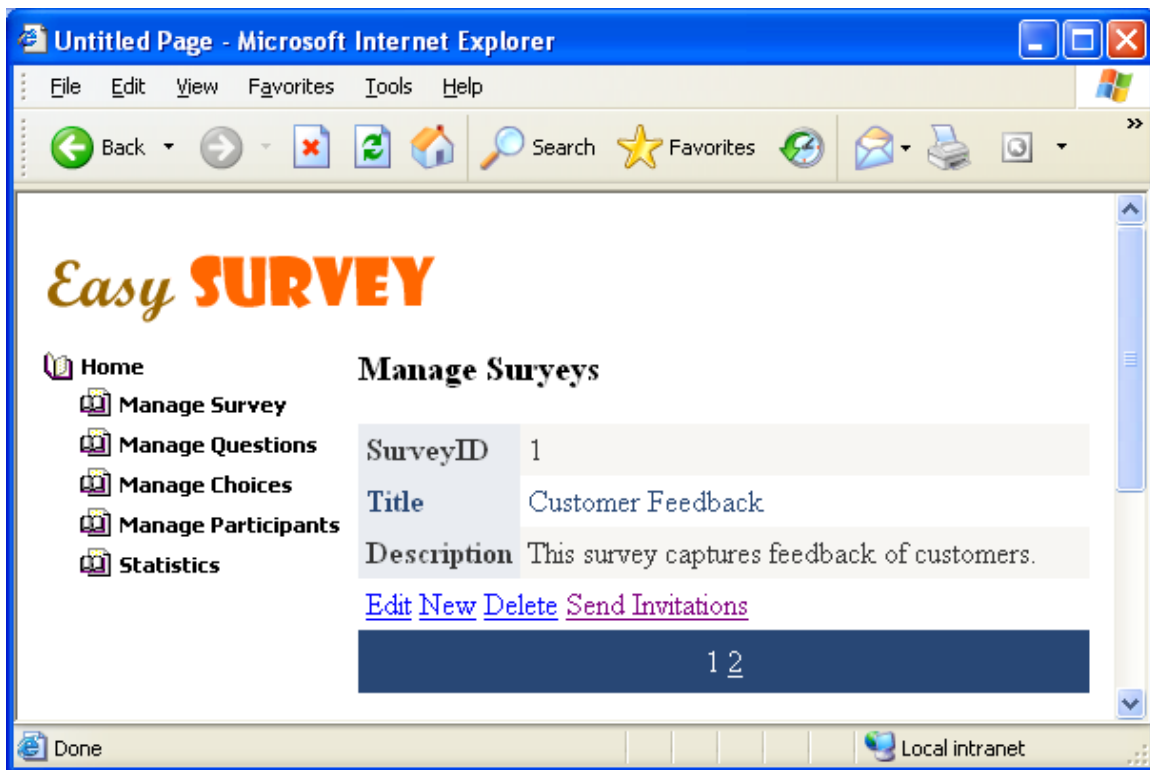 Untitled Page - Microsoft Internet Explorer
File Edit View Favorites Tools Help
Back Search Favorites »
Easy SURVEY
Home
Manage Survey
Manage Questions
Manage Choices
Manage Participants
Statistics
Manage Suryeys
SurveyID 1
Title Customer Feedback
Description This survey captures feedback of customers.
Edit New Delete Send Invitations
1 2
Done Local intranet